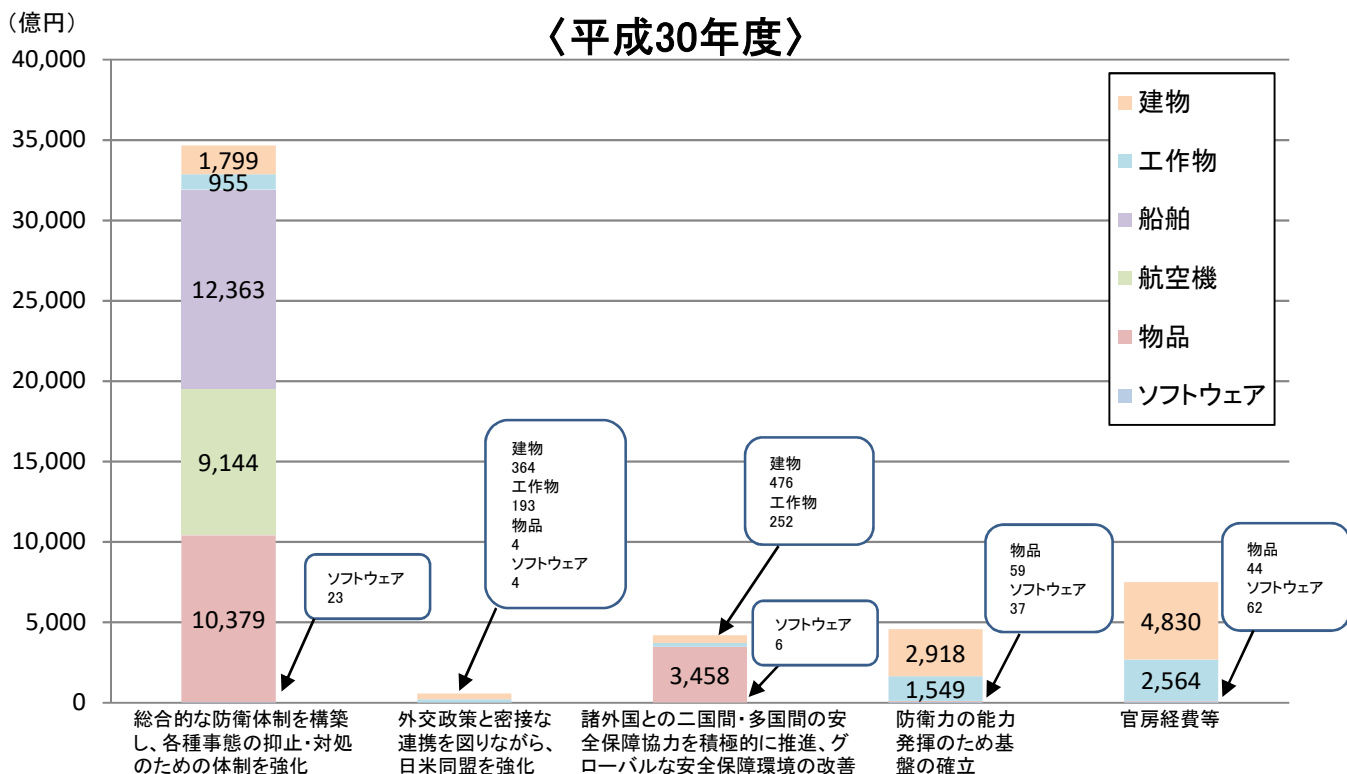 (億円)
〈平成30年度〉
40,000
35,000
30,000
25,000
20,000
15,000
10,000
5,000
0
建物
工作物
船舶
航空機
物品
ソフトウェア
1,799
955
12,363
9,144
10,379
ソフトウェア
23
建物
364
工作物
193
物品
4
ソフトウェア
4
建物
476
工作物
252
ソフトウェア
6
3,458
物品
59
ソフトウェア
37
2,918
1,549
物品
44
ソフトウェア
62
4,830
2,564
総合的な防衛体制を構築
し、各種事態の抑止・対処
のための体制を強化
外交政策と密接な
連携を図りながら、
日米同盟を強化
諸外国との二国間・多国間の安
全保障協力を積極的に推進、グ
ローバルな安全保障環境の改善
防衛力の能力
発揮のため基
盤の確立
官房経費等